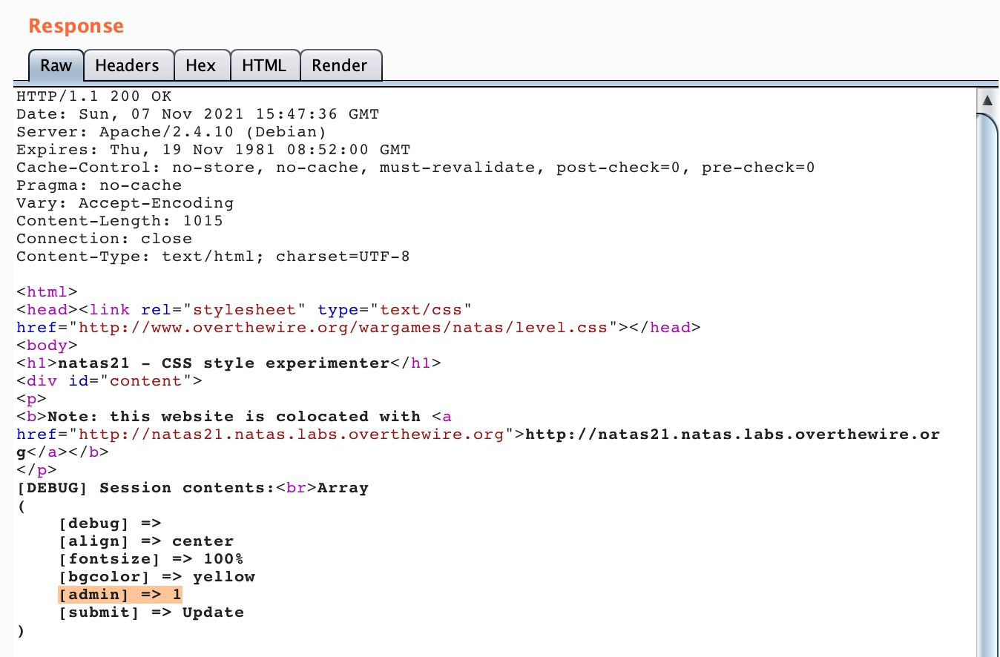 Response
Raw Headers Hex HTML Render
HTTP/1.1 200 OK
Date: Sun, 07 Nov 2021 15:47:36 GMT
Server: Apache/2.4.10 (Debian)
Expires: Thu, 19 Nov 1981 08:52:00 GMT
Cache-Control: no-store, no-cache, must-revalidate, post-check=0, pre-check=0
Pragma: no-cache
Vary: Accept-Encoding
Content-Length: 1015
Connection: close
Content-Type: text/html; charset=UTF-8
<html>
<head><link rel="stylesheet" type="text/css"
href="http://www.overthewire.org/wargames/natas/level.css"></head>
<body>
<h1>natas21 - CSS style experimenter</h1>
<div id="content">
<p>
<b>Note: this website is colocated with <a
href="http://natas21.natas.labs.overthewire.org">http://natas21.natas.labs.overthewire.or
g</a></b>
</p>
[DEBUG] Session contents:<br>Array
(
[debug] =>
[align] => center
[fontsize] => 100%
[bgcolor] => yellow
[admin] => 1
[submit] => Update
)